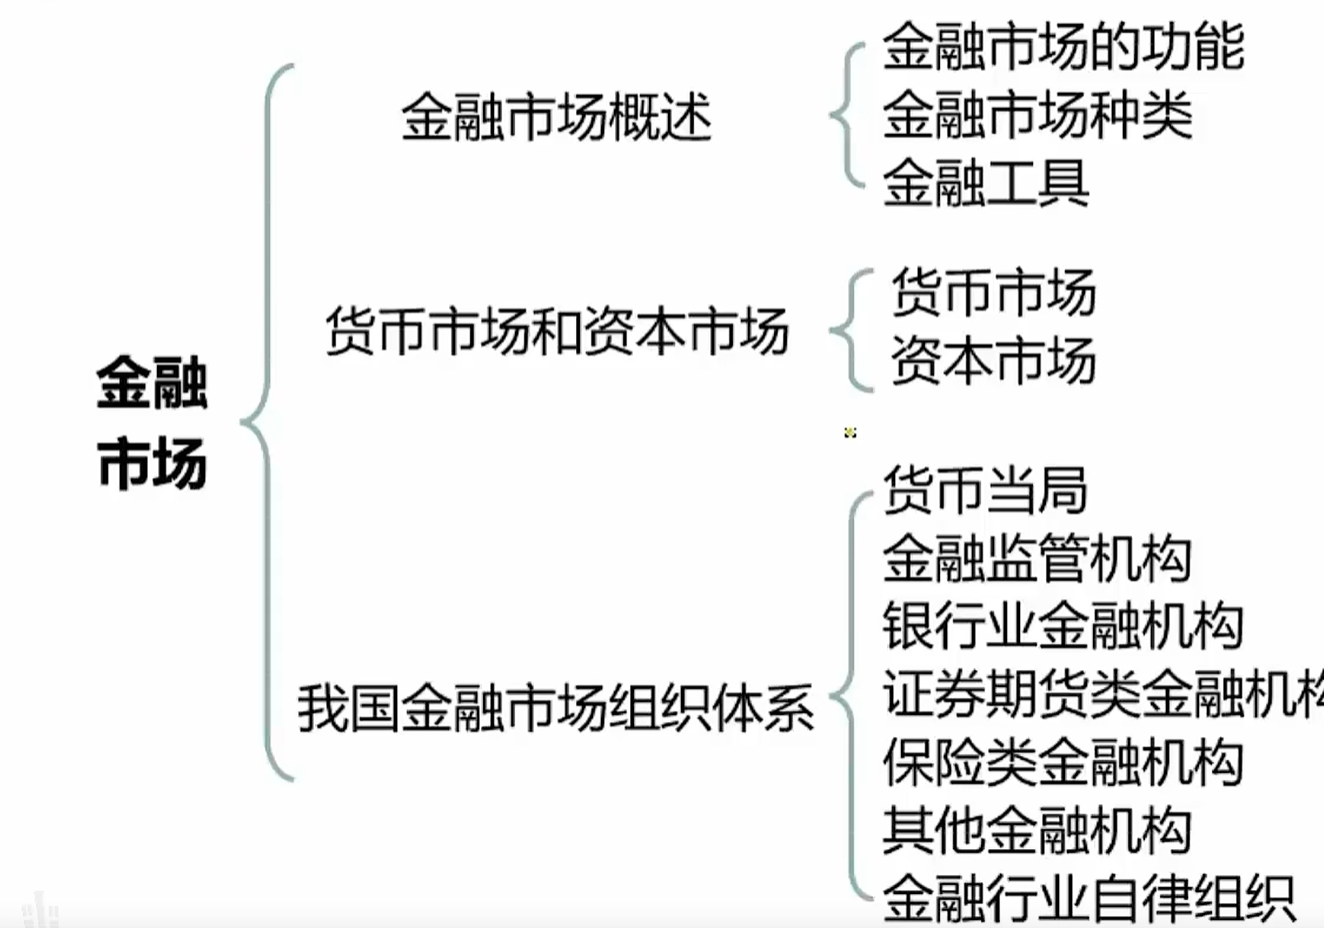 金融
市场
金融市场概述
金融市场的功能
金融市场种类
金融工具
货币市场和资本市场
货币市场
资本市场
我国金融市场组织体系
货币当局
金融监管机构
银行业金融机构
证券期货类金融机构
保险类金融机构
其他金融机构
金融行业自律组织